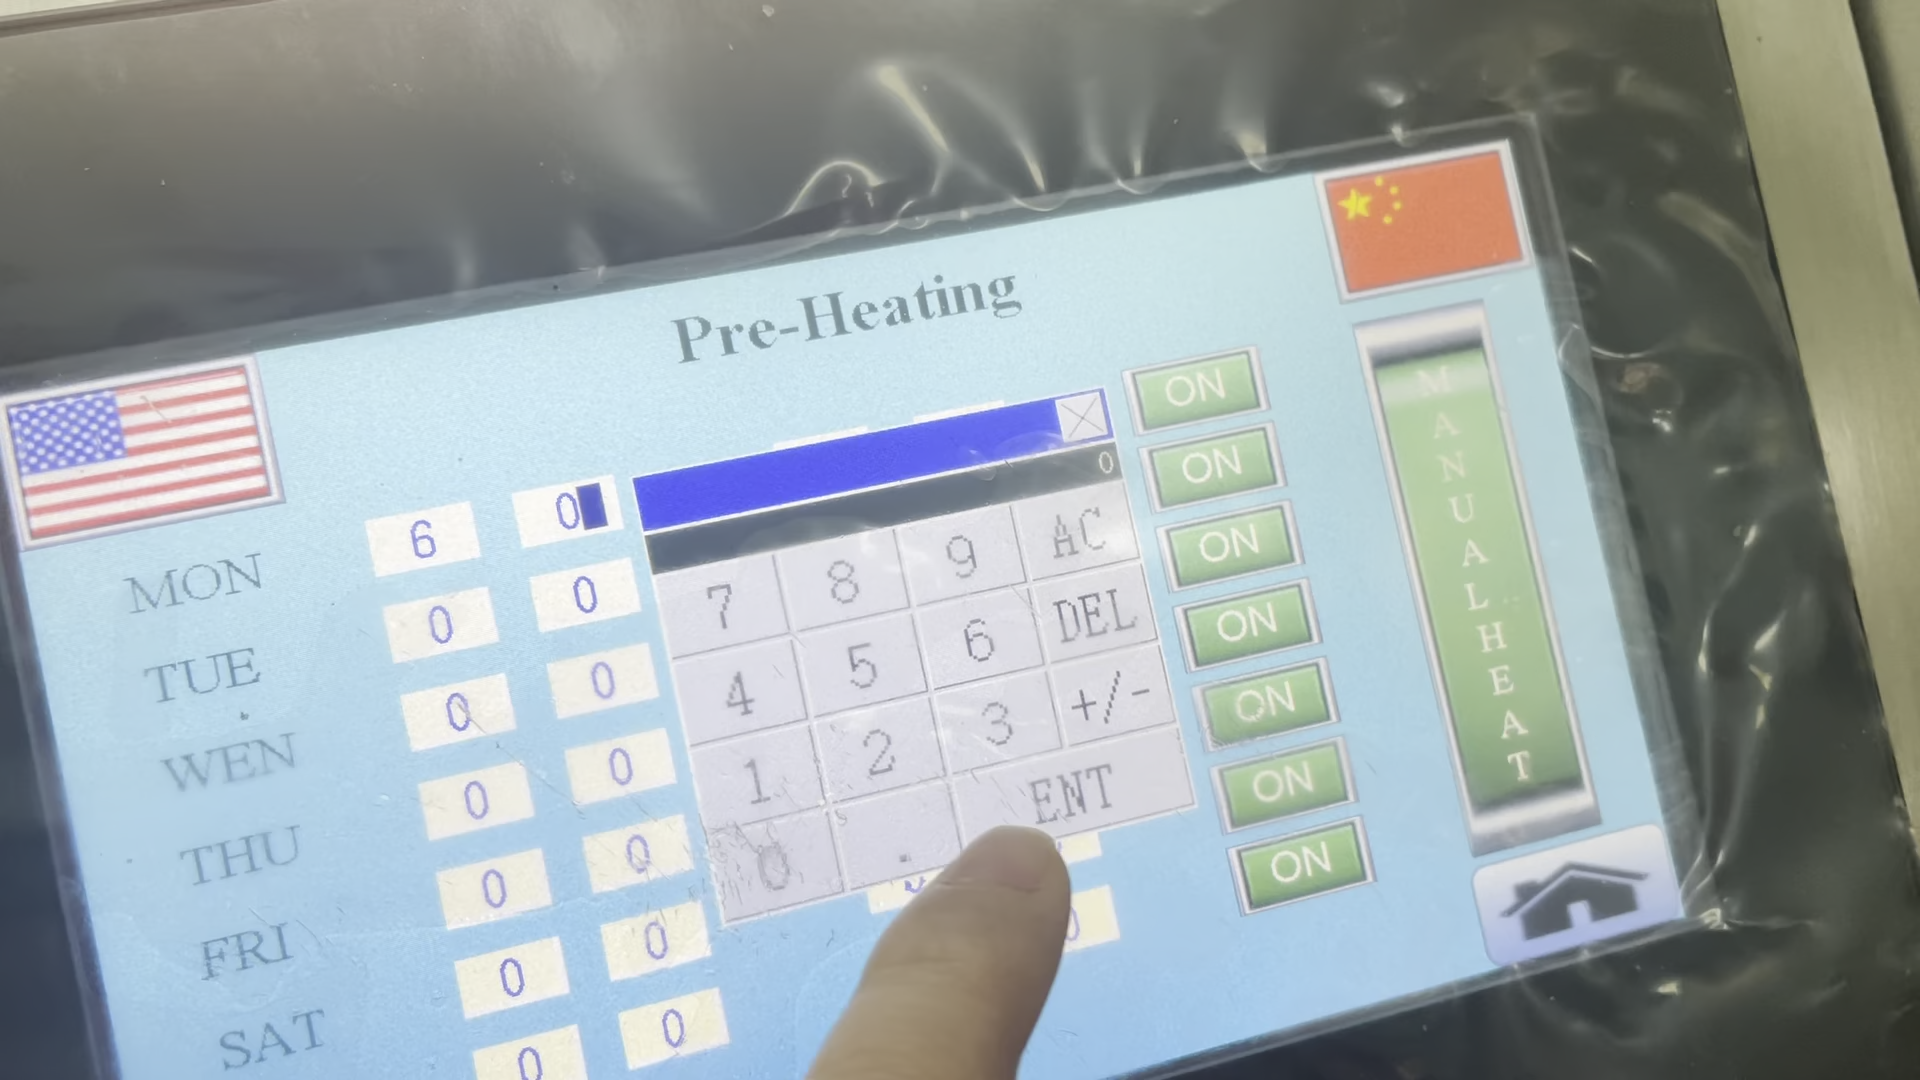 Pre-Heating
MON 6 0 ON
TUE 0 0 ON
WEN 0 0 ON
THU 0 0 ON
FRI 0 0 ON
SAT 0 0 ON
0 0 ON
0
7 8 9 AC
4 5 6 DEL
1 2 3 +/-
0 . ENT
MANUALHEAT